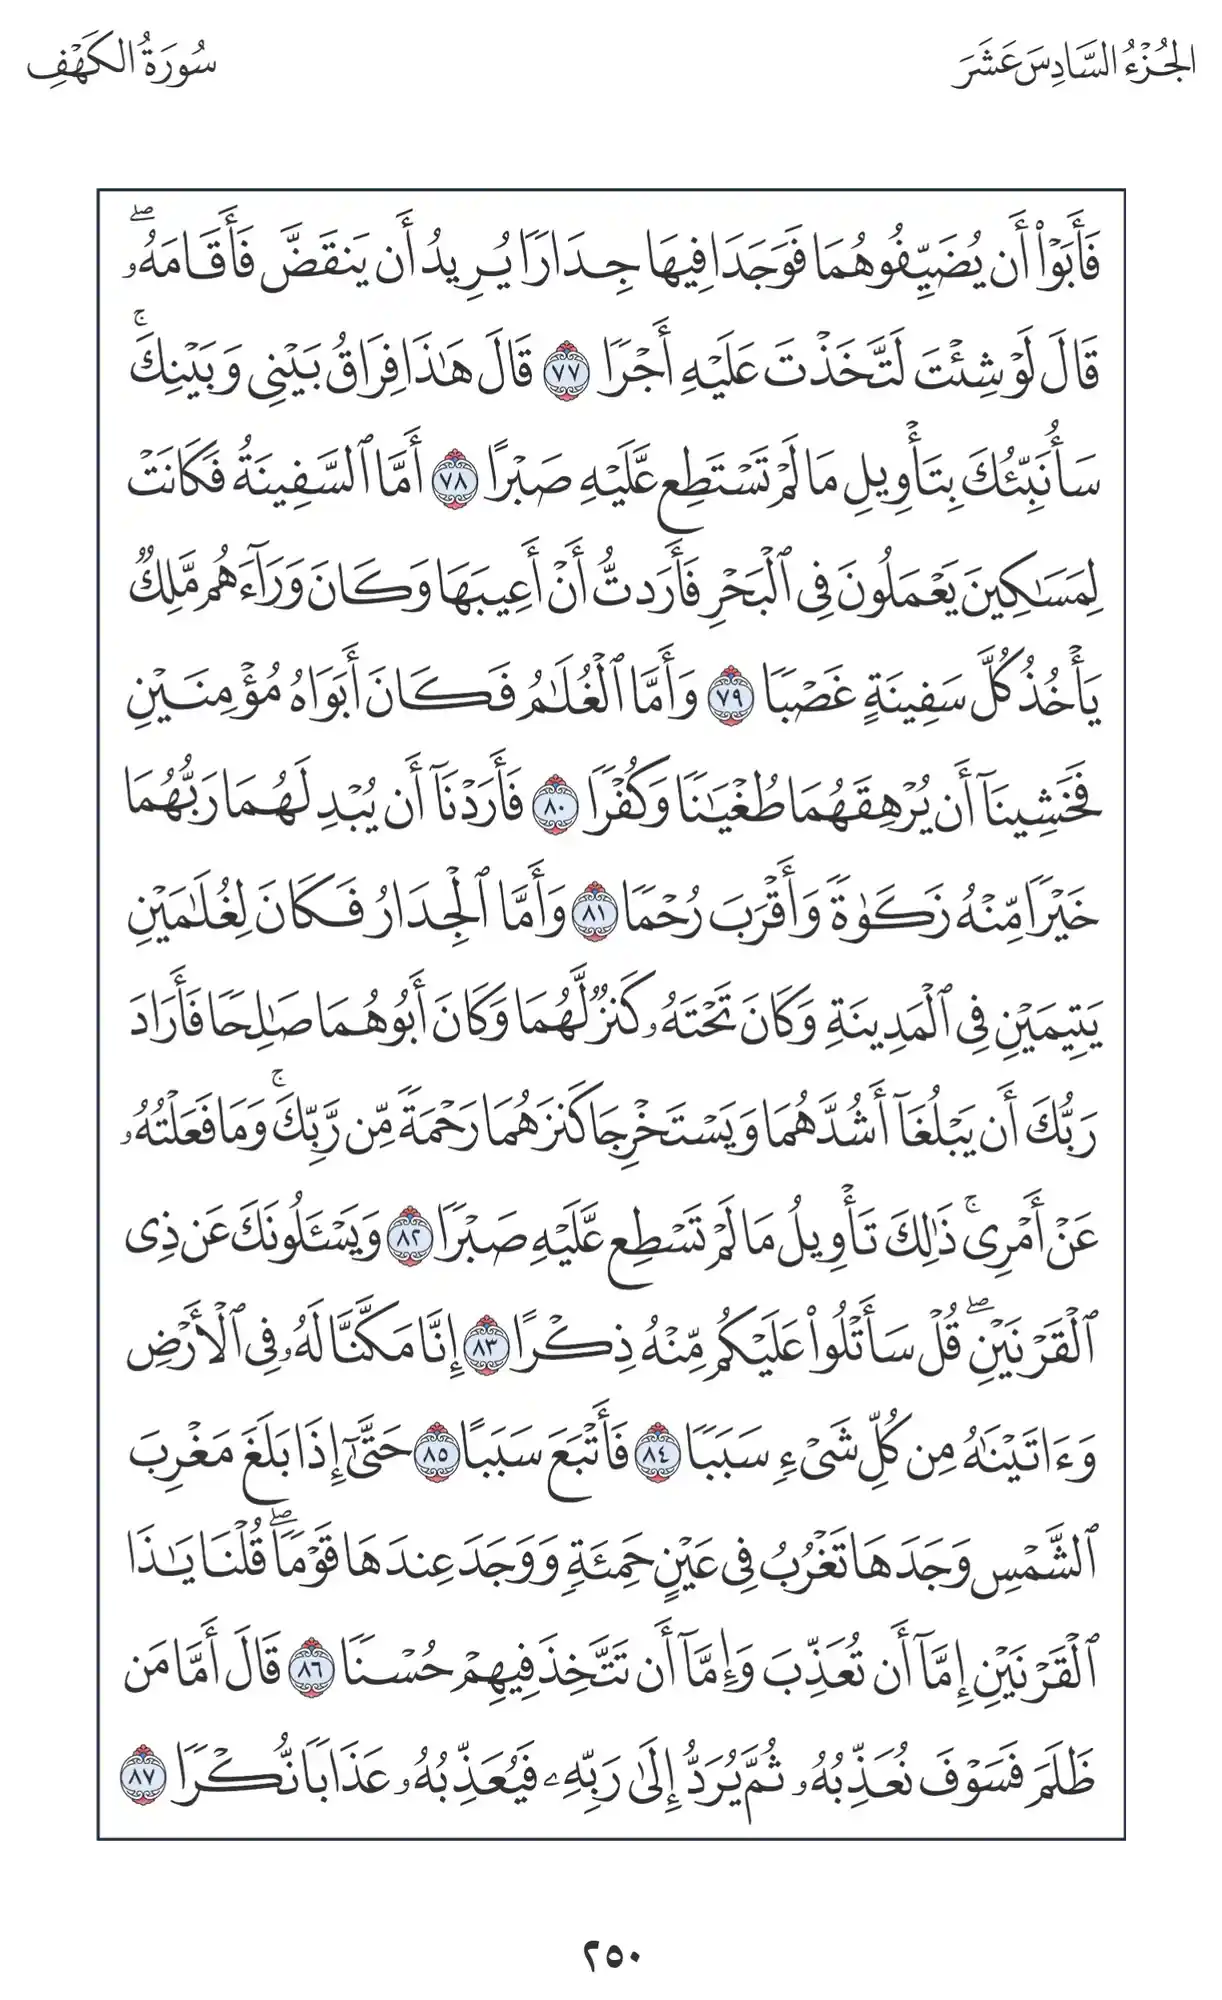 الجُزْءُ السَّادِسَ عَشَرَ
سُورَةُ الكَهْفِ
فَأَبَوْا۟ أَن يُضَيِّفُوهُمَا فَوَجَدَا فِيهَا جِدَارًا يُرِيدُ أَن يَنقَضَّ فَأَقَامَهُۥ ۖ
قَالَ لَوْ شِئْتَ لَتَّخَذْتَ عَلَيْهِ أَجْرًا ٧٧ قَالَ هَـٰذَا فِرَاقُ بَيْنِى وَبَيْنِكَ ۚ
سَأُنَبِّئُكَ بِتَأْوِيلِ مَا لَمْ تَسْتَطِع عَّلَيْهِ صَبْرًا ٧٨ أَمَّا ٱلسَّفِينَةُ فَكَانَتْ
لِمَسَـٰكِينَ يَعْمَلُونَ فِى ٱلْبَحْرِ فَأَرَدتُّ أَنْ أَعِيبَهَا وَكَانَ وَرَآءَهُم مَّلِكٌ
يَأْخُذُ كُلَّ سَفِينَةٍ غَصْبًا ٧٩ وَأَمَّا ٱلْغُلَـٰمُ فَكَانَ أَبَوَاهُ مُؤْمِنَيْنِ
فَخَشِينَآ أَن يُرْهِقَهُمَا طُغْيَـٰنًا وَكُفْرًا ٨٠ فَأَرَدْنَآ أَن يُبْدِلَهُمَا رَبُّهُمَا
خَيْرًا مِّنْهُ زَكَوٰةً وَأَقْرَبَ رُحْمًا ٨١ وَأَمَّا ٱلْجِدَارُ فَكَانَ لِغُلَـٰمَيْنِ
يَتِيمَيْنِ فِى ٱلْمَدِينَةِ وَكَانَ تَحْتَهُۥ كَنزٌ لَّهُمَا وَكَانَ أَبُوهُمَا صَـٰلِحًا فَأَرَادَ
رَبُّكَ أَن يَبْلُغَآ أَشُدَّهُمَا وَيَسْتَخْرِجَا كَنزَهُمَا رَحْمَةً مِّن رَّبِّكَ ۚ وَمَا فَعَلْتُهُۥ
عَنْ أَمْرِى ۚ ذَٰلِكَ تَأْوِيلُ مَا لَمْ تَسْطِع عَّلَيْهِ صَبْرًا ٨٢ وَيَسْـَٔلُونَكَ عَن ذِى
ٱلْقَرْنَيْنِ ۖ قُلْ سَأَتْلُوا۟ عَلَيْكُم مِّنْهُ ذِكْرًا ٨٣ إِنَّا مَكَّنَّا لَهُۥ فِى ٱلْأَرْضِ
وَءَاتَيْنَـٰهُ مِن كُلِّ شَىْءٍ سَبَبًا ٨٤ فَأَتْبَعَ سَبَبًا ٨٥ حَتَّىٰٓ إِذَا بَلَغَ مَغْرِبَ
ٱلشَّمْسِ وَجَدَهَا تَغْرُبُ فِى عَيْنٍ حَمِئَةٍ وَوَجَدَ عِندَهَا قَوْمًا ۖ قُلْنَا يَـٰذَا
ٱلْقَرْنَيْنِ إِمَّآ أَن تُعَذِّبَ وَإِمَّآ أَن تَتَّخِذَ فِيهِمْ حُسْنًا ٨٦ قَالَ أَمَّا مَن
ظَلَمَ فَسَوْفَ نُعَذِّبُهُۥ ثُمَّ يُرَدُّ إِلَىٰ رَبِّهِۦ فَيُعَذِّبُهُۥ عَذَابًا نُّكْرًا ٨٧
٢٥٠